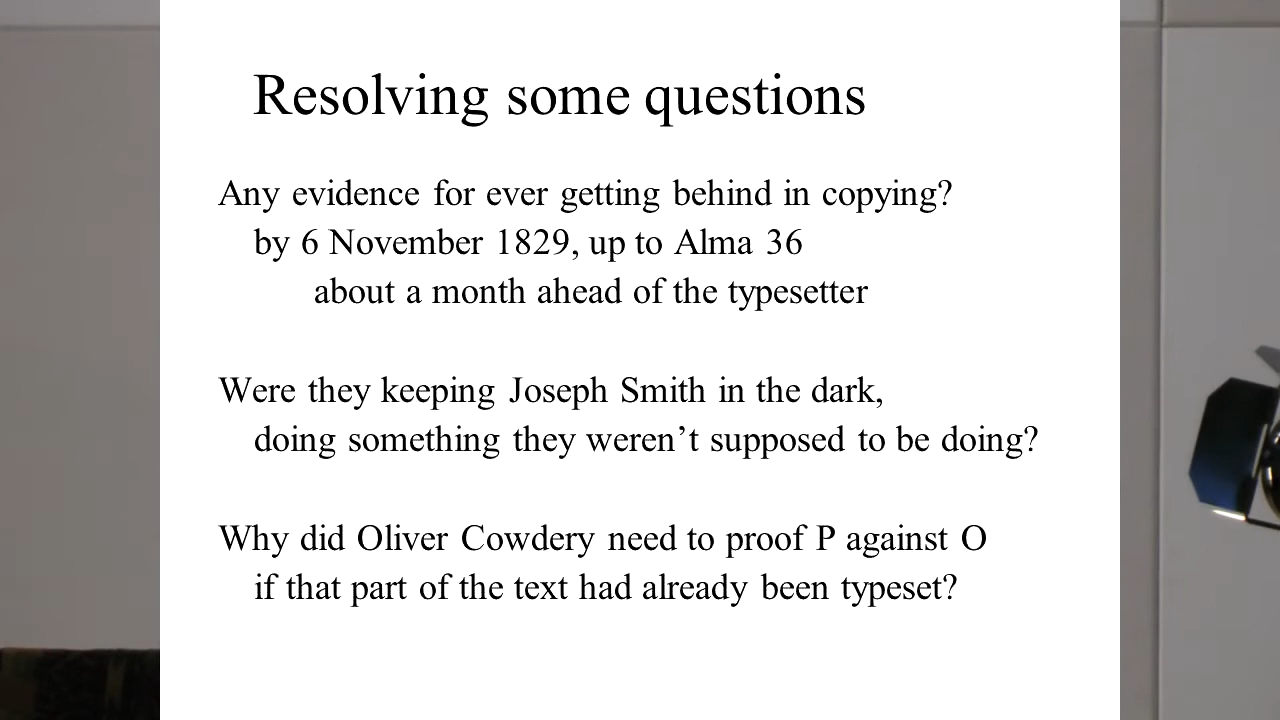 Resolving some questions
Any evidence for ever getting behind in copying?
by 6 November 1829, up to Alma 36
about a month ahead of the typesetter
Were they keeping Joseph Smith in the dark,
doing something they weren’t supposed to be doing?
Why did Oliver Cowdery need to proof P against O
if that part of the text had already been typeset?